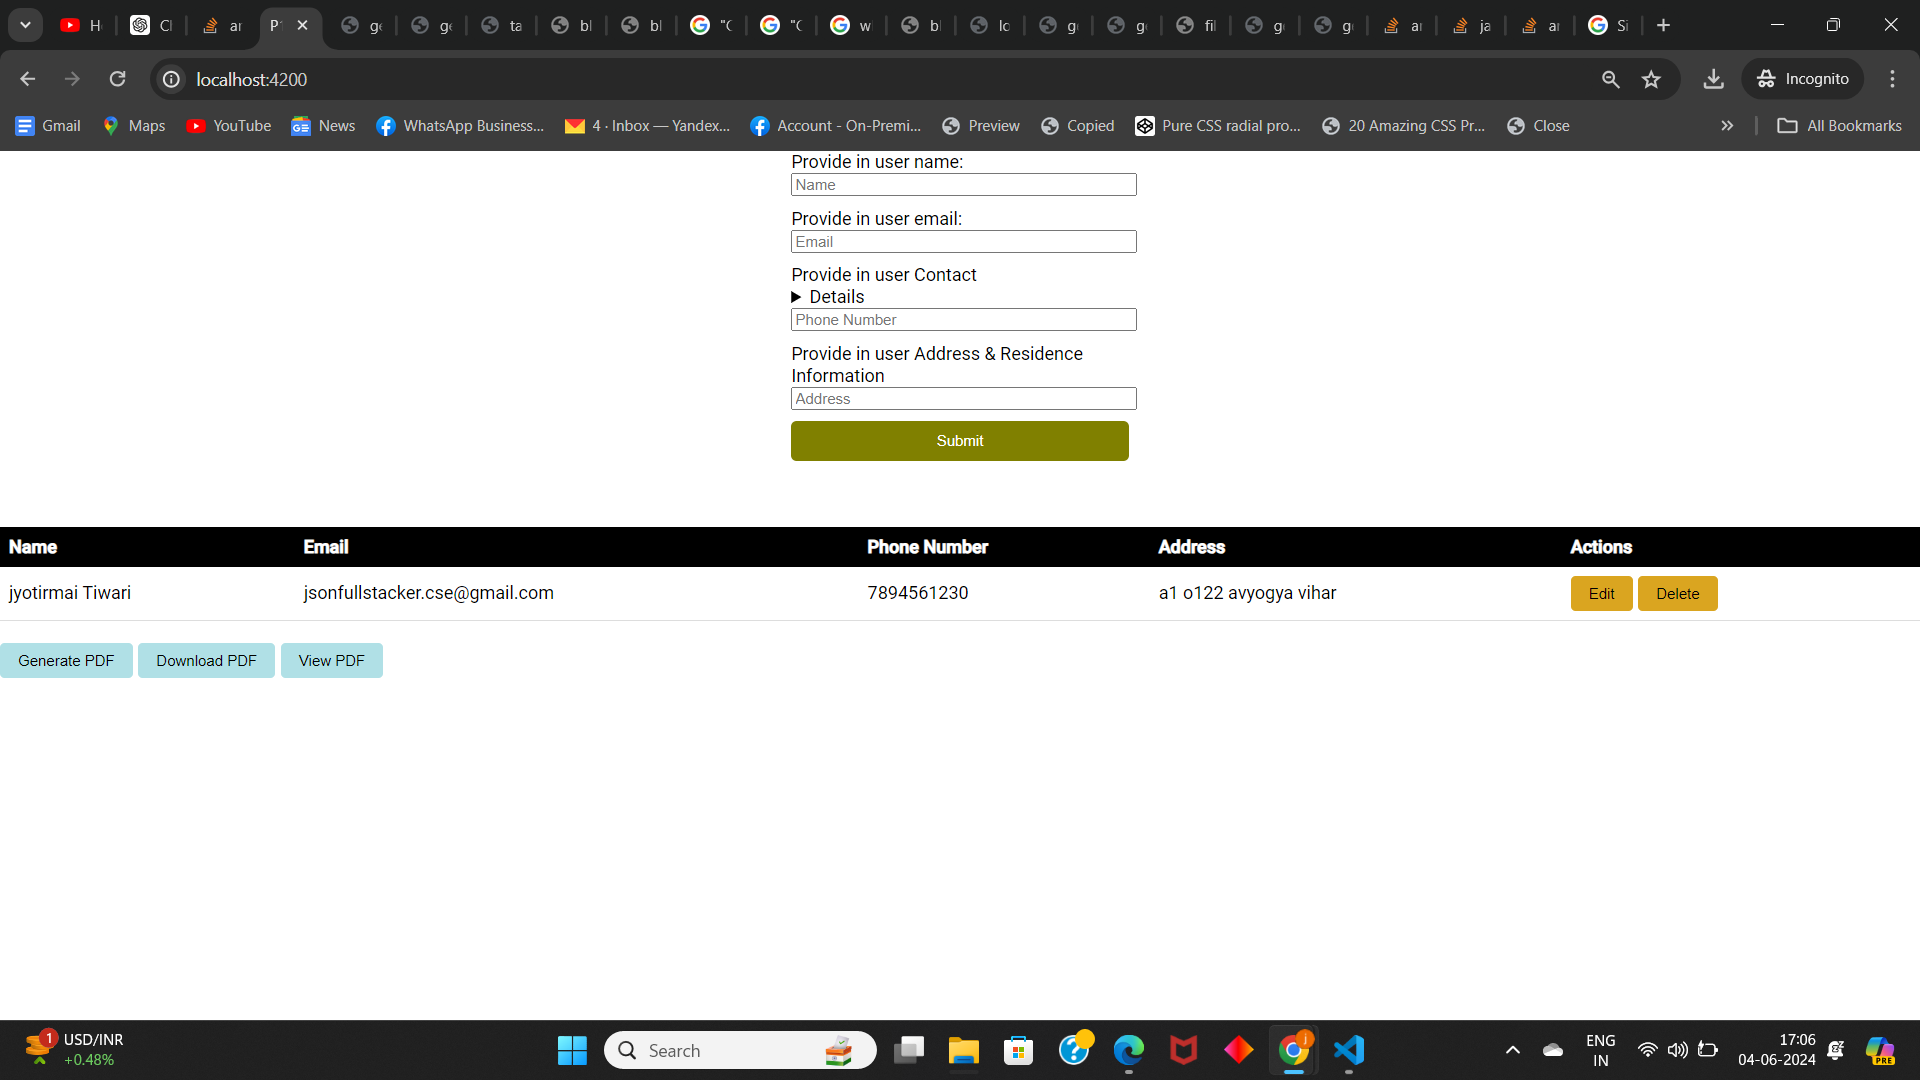 H
Cl
ar
P
ge
ge
ta
bl
bl
"C
"C
w
b
lo
g
g
fil
g
g
ar
ja
ar
Si
localhost:4200
Incognito
Gmail
Maps
YouTube
News
WhatsApp Business...
4 · Inbox — Yandex...
Account - On-Premi...
Preview
Copied
Pure CSS radial pro...
20 Amazing CSS Pr...
Close
All Bookmarks
Provide in user name:
Name
Provide in user email:
Email
Provide in user Contact
Details
Phone Number
Provide in user Address & Residence
Information
Address
Submit
Name Email Phone Number Address Actions
jyotirmai Tiwari jsonfullstacker.cse@gmail.com 7894561230 a1 o122 avyogya vihar Edit Delete
Generate PDF Download PDF View PDF
1
USD/INR
+0.48%
Search
J
ENG
IN
17:06
04-06-2024
PRE